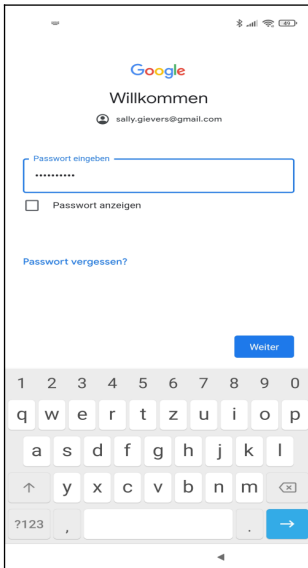 49
Google
Willkommen
sally.gievers@gmail.com
Passwort eingeben
••••••••••
Passwort anzeigen
Passwort vergessen?
Weiter
1 2 3 4 5 6 7 8 9 0
q w e r t z u i o p
a s d f g h j k l
y x c v b n m
?123 , .